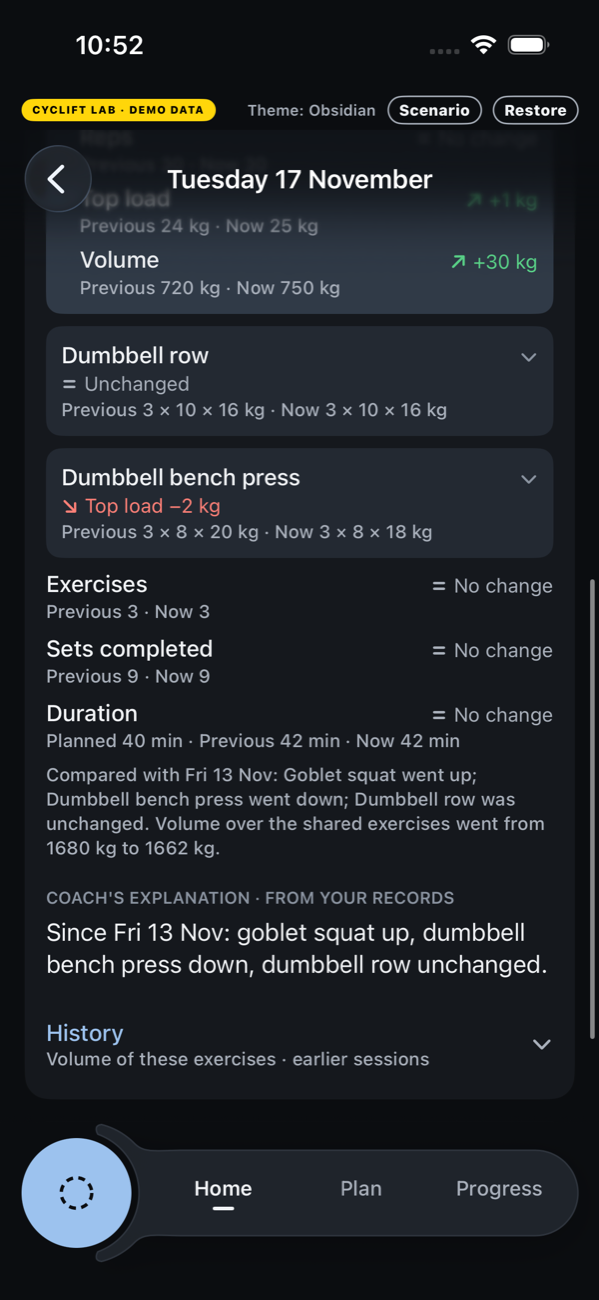 10:52
CYCLIFT LAB · DEMO DATA
Theme: Obsidian
Scenario
Restore
Reps
= No change
Tuesday 17 November
Top load
↗ +1 kg
Previous 24 kg · Now 25 kg
Volume
↗ +30 kg
Previous 720 kg · Now 750 kg
Dumbbell row
= Unchanged
Previous 3 × 10 × 16 kg · Now 3 × 10 × 16 kg
Dumbbell bench press
↘ Top load −2 kg
Previous 3 × 8 × 20 kg · Now 3 × 8 × 18 kg
Exercises
= No change
Previous 3 · Now 3
Sets completed
= No change
Previous 9 · Now 9
Duration
= No change
Planned 40 min · Previous 42 min · Now 42 min
Compared with Fri 13 Nov: Goblet squat went up;
Dumbbell bench press went down; Dumbbell row was
unchanged. Volume over the shared exercises went from
1680 kg to 1662 kg.
COACH'S EXPLANATION · FROM YOUR RECORDS
Since Fri 13 Nov: goblet squat up, dumbbell
bench press down, dumbbell row unchanged.
History
Volume of these exercises · earlier sessions
Home
Plan
Progress